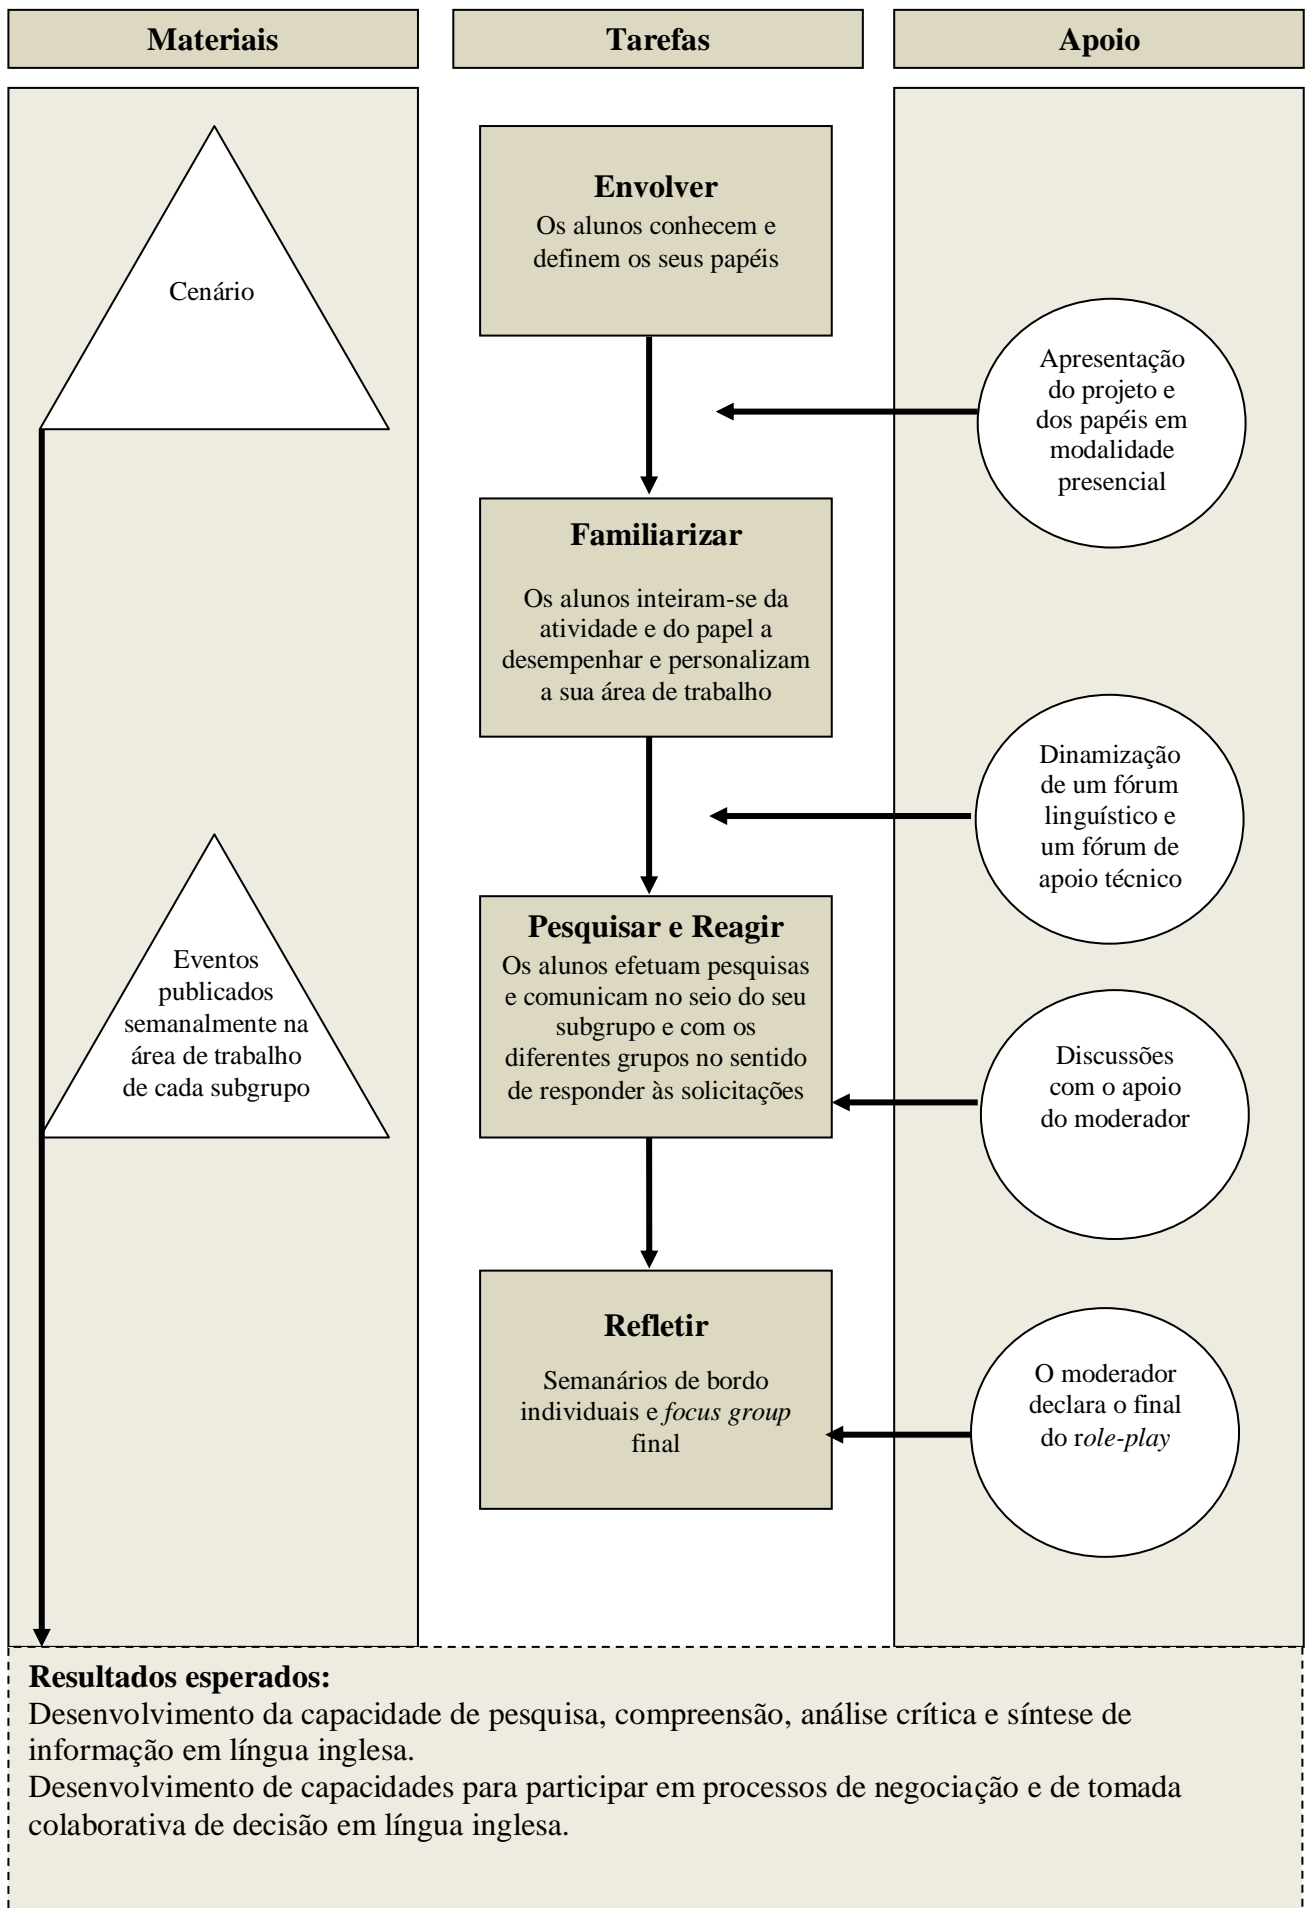 Materiais
Tarefas
Apoio
Cenário
Envolver
Os alunos conhecem e
definem os seus papéis
Apresentação
do projeto e
dos papéis em
modalidade
presencial
Familiarizar
Os alunos inteiram-se da
atividade e do papel a
desempenhar e personalizam
a sua área de trabalho
Dinamização
de um fórum
linguístico e
um fórum de
apoio técnico
Eventos
publicados
semanalmente na
área de trabalho
de cada subgrupo
Pesquisar e Reagir
Os alunos efetuam pesquisas
e comunicam no seio do seu
subgrupo e com os
diferentes grupos no sentido
de responder às solicitações
Discussões
com o apoio
do moderador
Refletir
Semanários de bordo
individuais e focus group
final
O moderador
declara o final
do role-play
Resultados esperados:
Desenvolvimento da capacidade de pesquisa, compreensão, análise crítica e síntese de
informação em língua inglesa.
Desenvolvimento de capacidades para participar em processos de negociação e de tomada
colaborativa de decisão em língua inglesa.